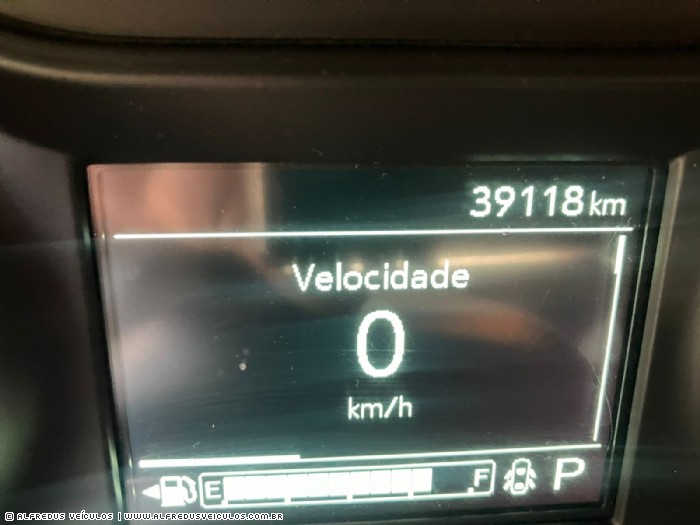 39118 km
Velocidade
0
km/h
E F P
© ALFREDUS VEÍCULOS | WWW.ALFREDUSVEICULOS.COM.BR